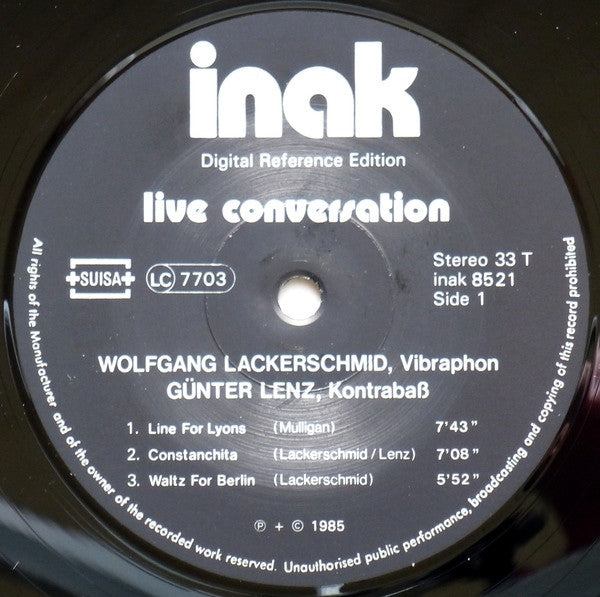 inak
Digital Reference Edition
live conversation
+SUISA+
LC 7703
Stereo 33 T
inak 8521
Side 1
WOLFGANG LACKERSCHMID, Vibraphon
GÜNTER LENZ, Kontrabaß
1. Line For Lyons (Mulligan) 7'43"
2. Constanchita (Lackerschmid/Lenz) 7'08"
3. Waltz For Berlin (Lackerschmid) 5'52"
℗ + © 1985
All rights of the Manufacturer and of the owner of the recorded work reserved. Unauthorised public performance, broadcasting and copying of this record prohibited